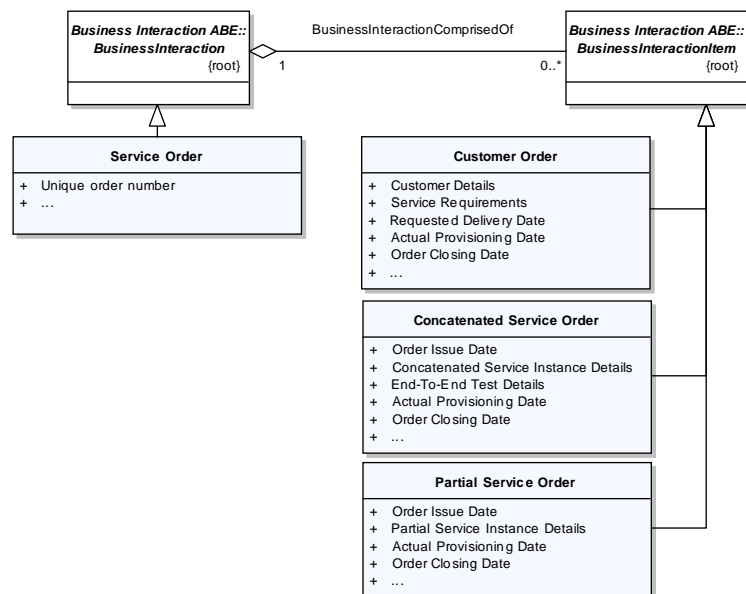 Business Interaction ABE::
BusinessInteraction
{root}
BusinessInteractionComprisedOf
1
0..*
Business Interaction ABE::
BusinessInteractionItem
{root}
Service Order
+ Unique order number
+ ...
Customer Order
+ Customer Details
+ Service Requirements
+ Requested Delivery Date
+ Actual Provisioning Date
+ Order Closing Date
+ ...
Concatenated Service Order
+ Order Issue Date
+ Concatenated Service Instance Details
+ End-To-End Test Details
+ Actual Provisioning Date
+ Order Closing Date
+ ...
Partial Service Order
+ Order Issue Date
+ Partial Service Instance Details
+ Actual Provisioning Date
+ Order Closing Date
+ ...